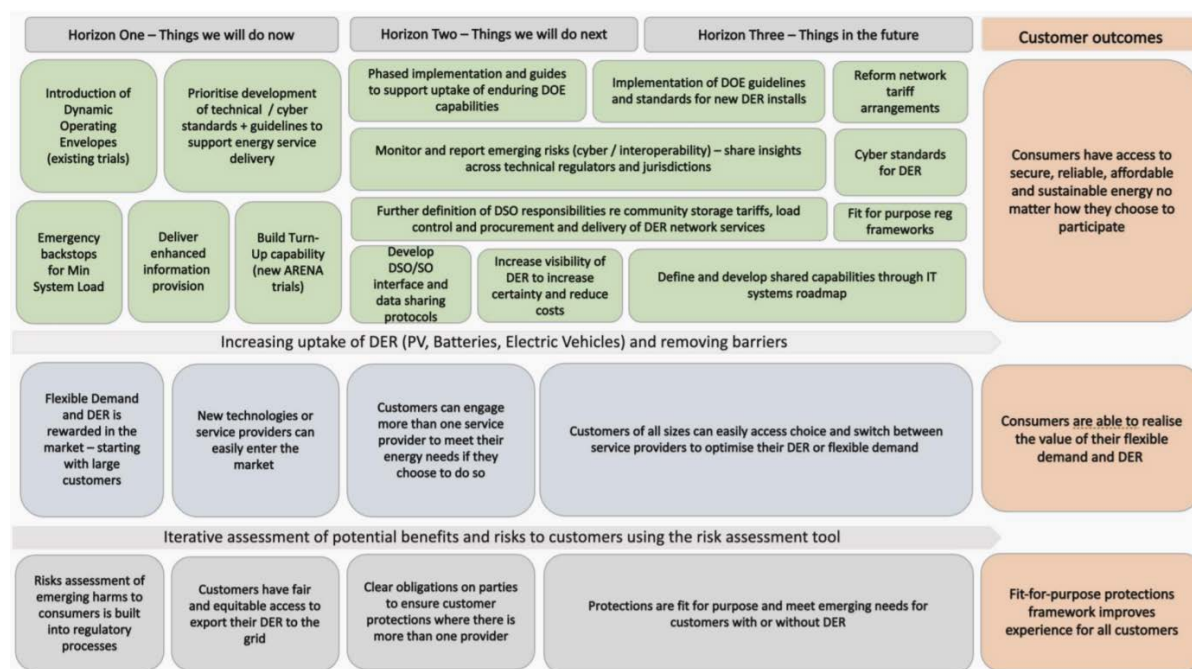 Horizon One – Things we will do now
Horizon Two – Things we will do next
Horizon Three – Things in the future
Customer outcomes
Introduction of
Dynamic
Operating
Envelopes
(existing trials)
Prioritise development
of technical / cyber
standards + guidelines to
support energy service
delivery
Phased implementation and guides
to support uptake of enduring DOE
capabilities
Implementation of DOE guidelines
and standards for new DER installs
Reform network
tariff
arrangements
Monitor and report emerging risks (cyber / interoperability) – share insights
across technical regulators and jurisdictions
Cyber standards
for DER
Consumers have access to
secure, reliable, affordable
and sustainable energy no
matter how they choose to
participate
Emergency
backstops
for Min
System Load
Deliver
enhanced
information
provision
Build Turn-
Up capability
(new ARENA
trials)
Further definition of DSO responsibilities re community storage tariffs, load
control and procurement and delivery of DER network services
Fit for purpose reg
frameworks
Develop
DSO/SO
interface and
data sharing
protocols
Increase visibility of
DER to increase
certainty and reduce
costs
Define and develop shared capabilities through IT
systems roadmap
Increasing uptake of DER (PV, Batteries, Electric Vehicles) and removing barriers
Flexible Demand
and DER is
rewarded in the
market – starting
with large
customers
New technologies or
service providers can
easily enter the
market
Customers can engage
more than one service
provider to meet their
energy needs if they
choose to do so
Customers of all sizes can easily access choice and switch between
service providers to optimise their DER or flexible demand
Consumers are able to realise
the value of their flexible
demand and DER
Iterative assessment of potential benefits and risks to customers using the risk assessment tool
Risks assessment of
emerging harms to
consumers is built
into regulatory
processes
Customers have fair
and equitable access to
export their DER to the
grid
Clear obligations on parties
to ensure customer
protections where there is
more than one provider
Protections are fit for purpose and meet emerging needs for
customers with or without DER
Fit-for-purpose protections
framework improves
experience for all customers